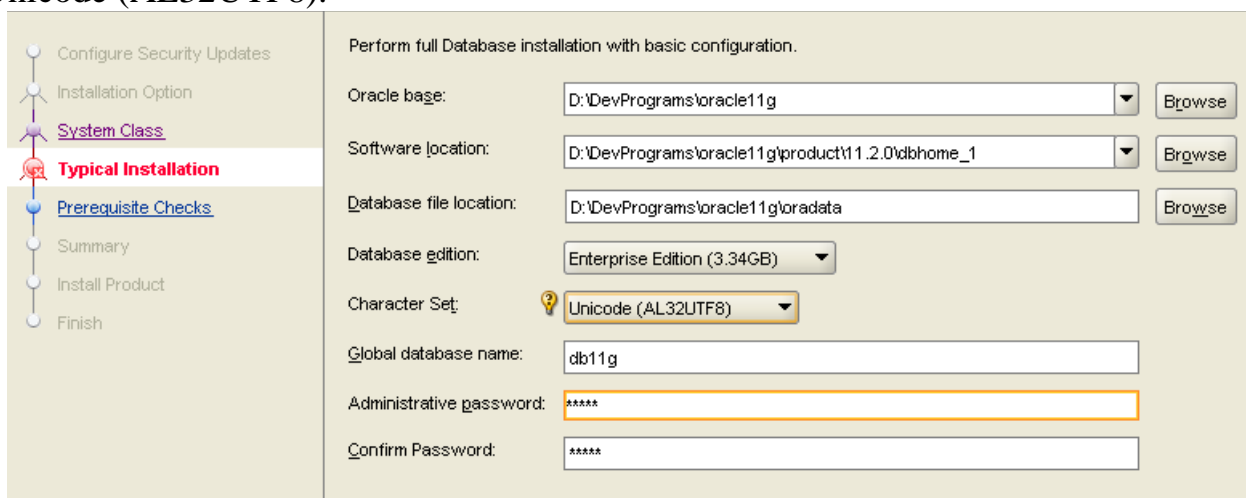 Unicode (AL32UTF8).
Configure Security Updates
Installation Option
System Class
Typical Installation
Prerequisite Checks
Summary
Install Product
Finish
Perform full Database installation with basic configuration.
Oracle base: D:\DevPrograms\oracle11g Browse
Software location: D:\DevPrograms\oracle11g\product\11.2.0\dbhome_1 Browse
Database file location: D:\DevPrograms\oracle11g\oradata Browse
Database edition: Enterprise Edition (3.34GB)
Character Set: Unicode (AL32UTF8)
Global database name: db11g
Administrative password: *****
Confirm Password: *****